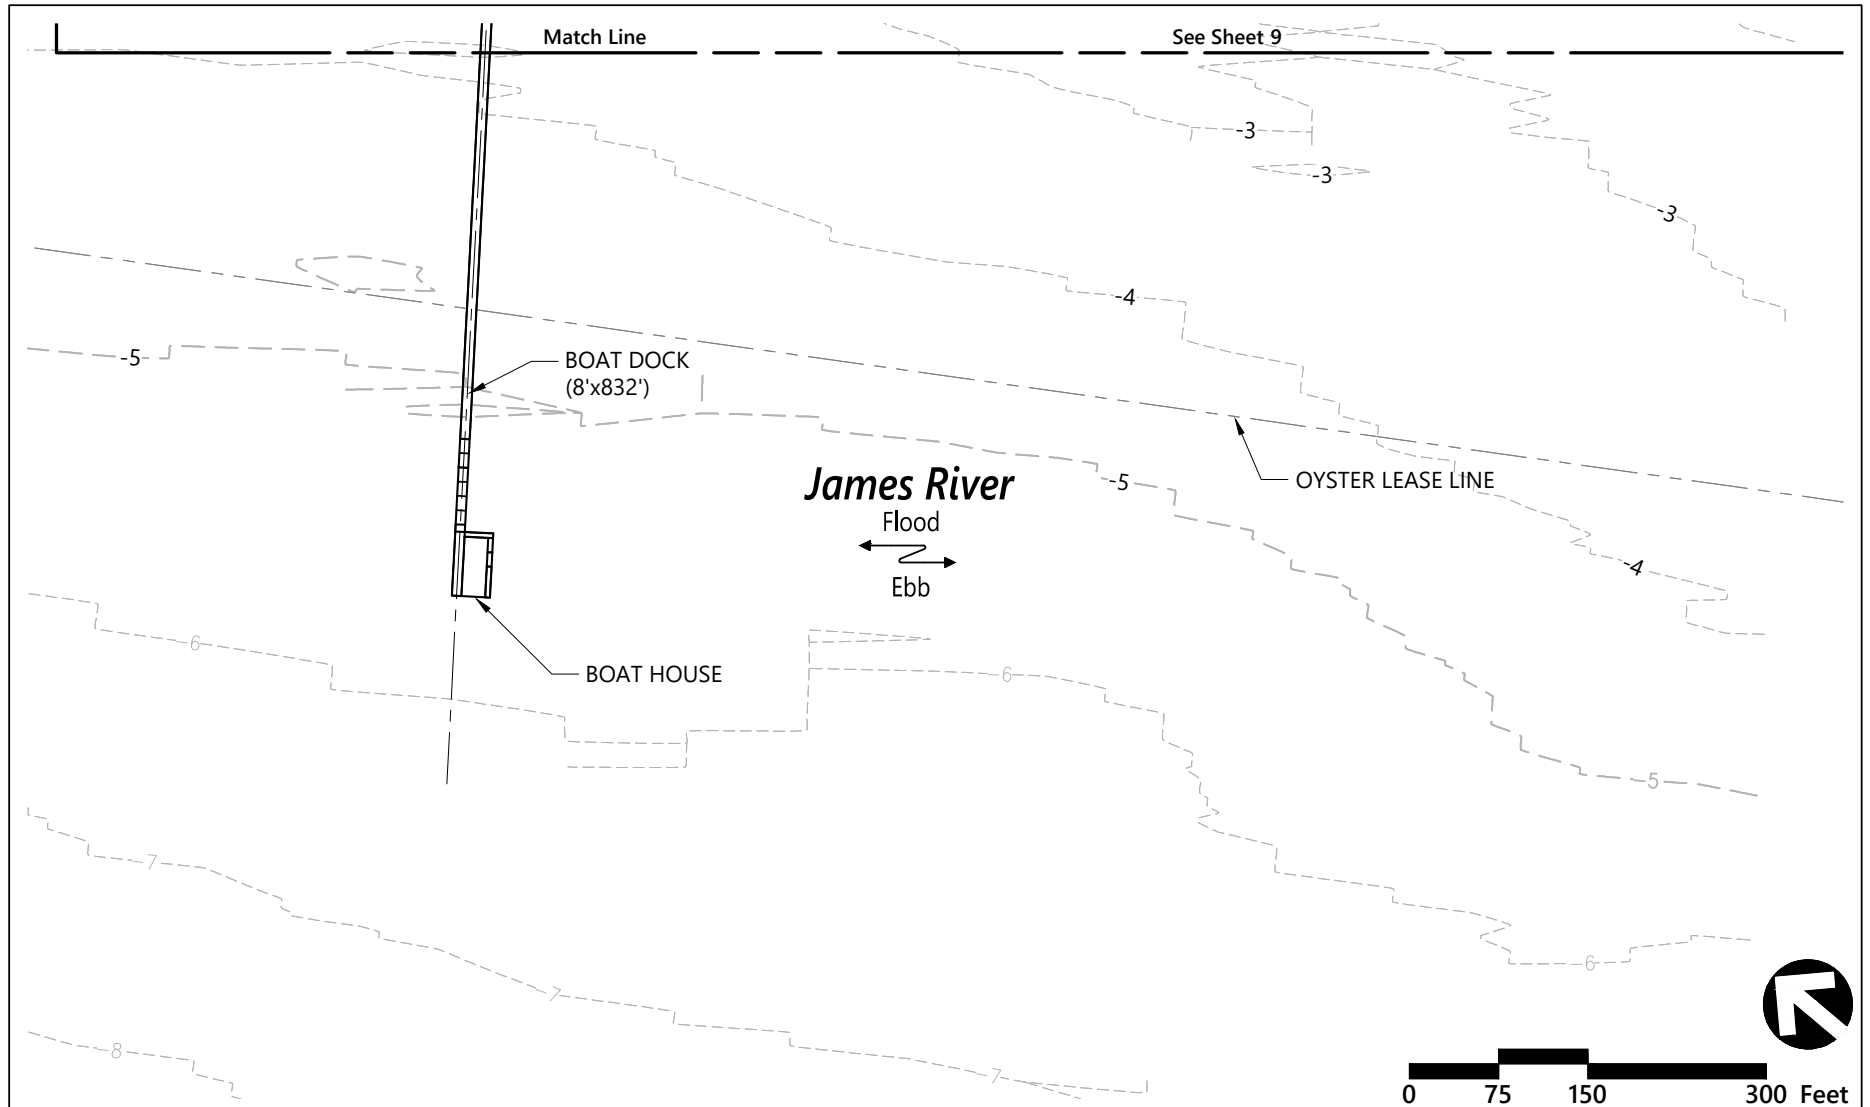 Match Line
See Sheet 9
-3
-3
-3
-4
-5
BOAT DOCK
(8'x832')
James River
-5
OYSTER LEASE LINE
Flood
Ebb
-4
6
BOAT HOUSE
6
5
7
6
7
8
7
0 75 150 300 Feet